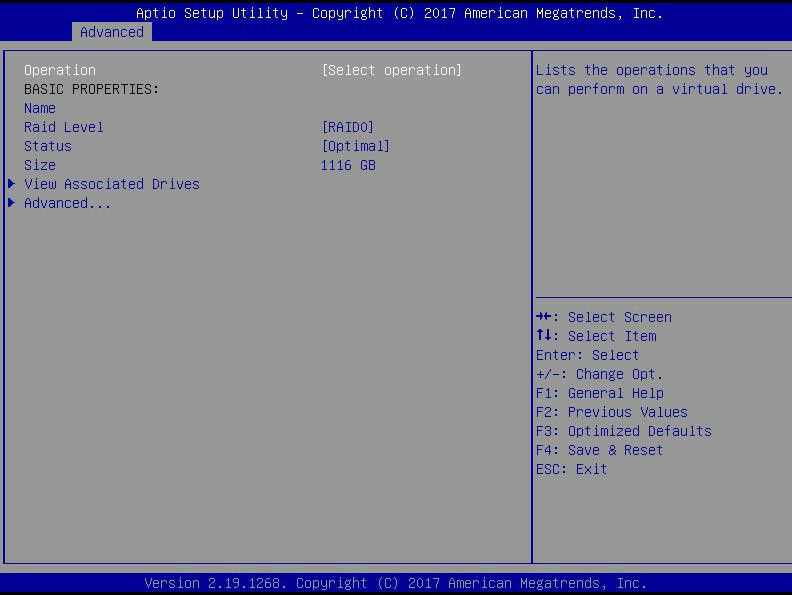 Aptio Setup Utility – Copyright (C) 2017 American Megatrends, Inc.
Advanced
Operation [Select operation]
BASIC PROPERTIES:
Name
Raid Level [RAID0]
Status [Optimal]
Size 1116 GB
View Associated Drives
Advanced...
Lists the operations that you
can perform on a virtual drive.
→←: Select Screen
↑↓: Select Item
Enter: Select
+/-: Change Opt.
F1: General Help
F2: Previous Values
F3: Optimized Defaults
F4: Save & Reset
ESC: Exit
Version 2.19.1268. Copyright (C) 2017 American Megatrends, Inc.